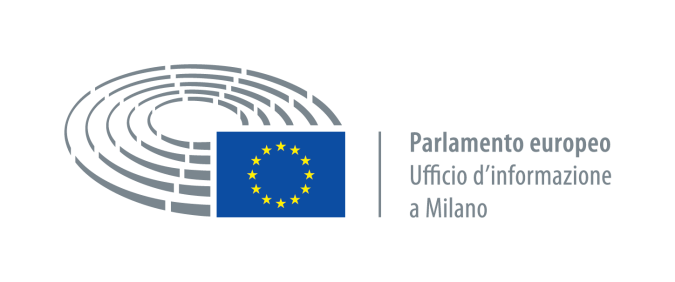 Parlamento europeo
Ufficio d'informazione
a Milano